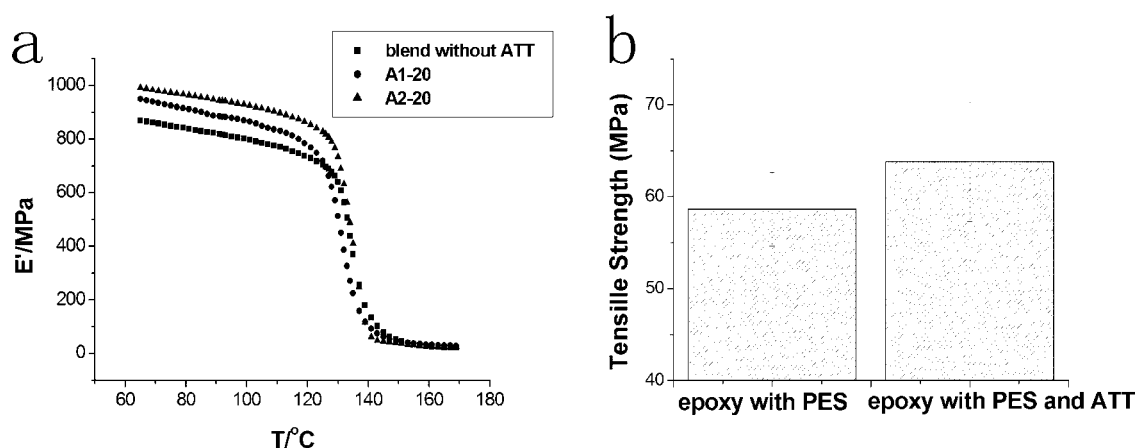 a
blend without ATT
A1-20
A2-20
1000
800
600
400
200
0
E'/MPa
60
80
100
120
140
160
180
T/°C
b
70
60
50
40
Tensille Strength (MPa)
epoxy with PES
epoxy with PES and ATT